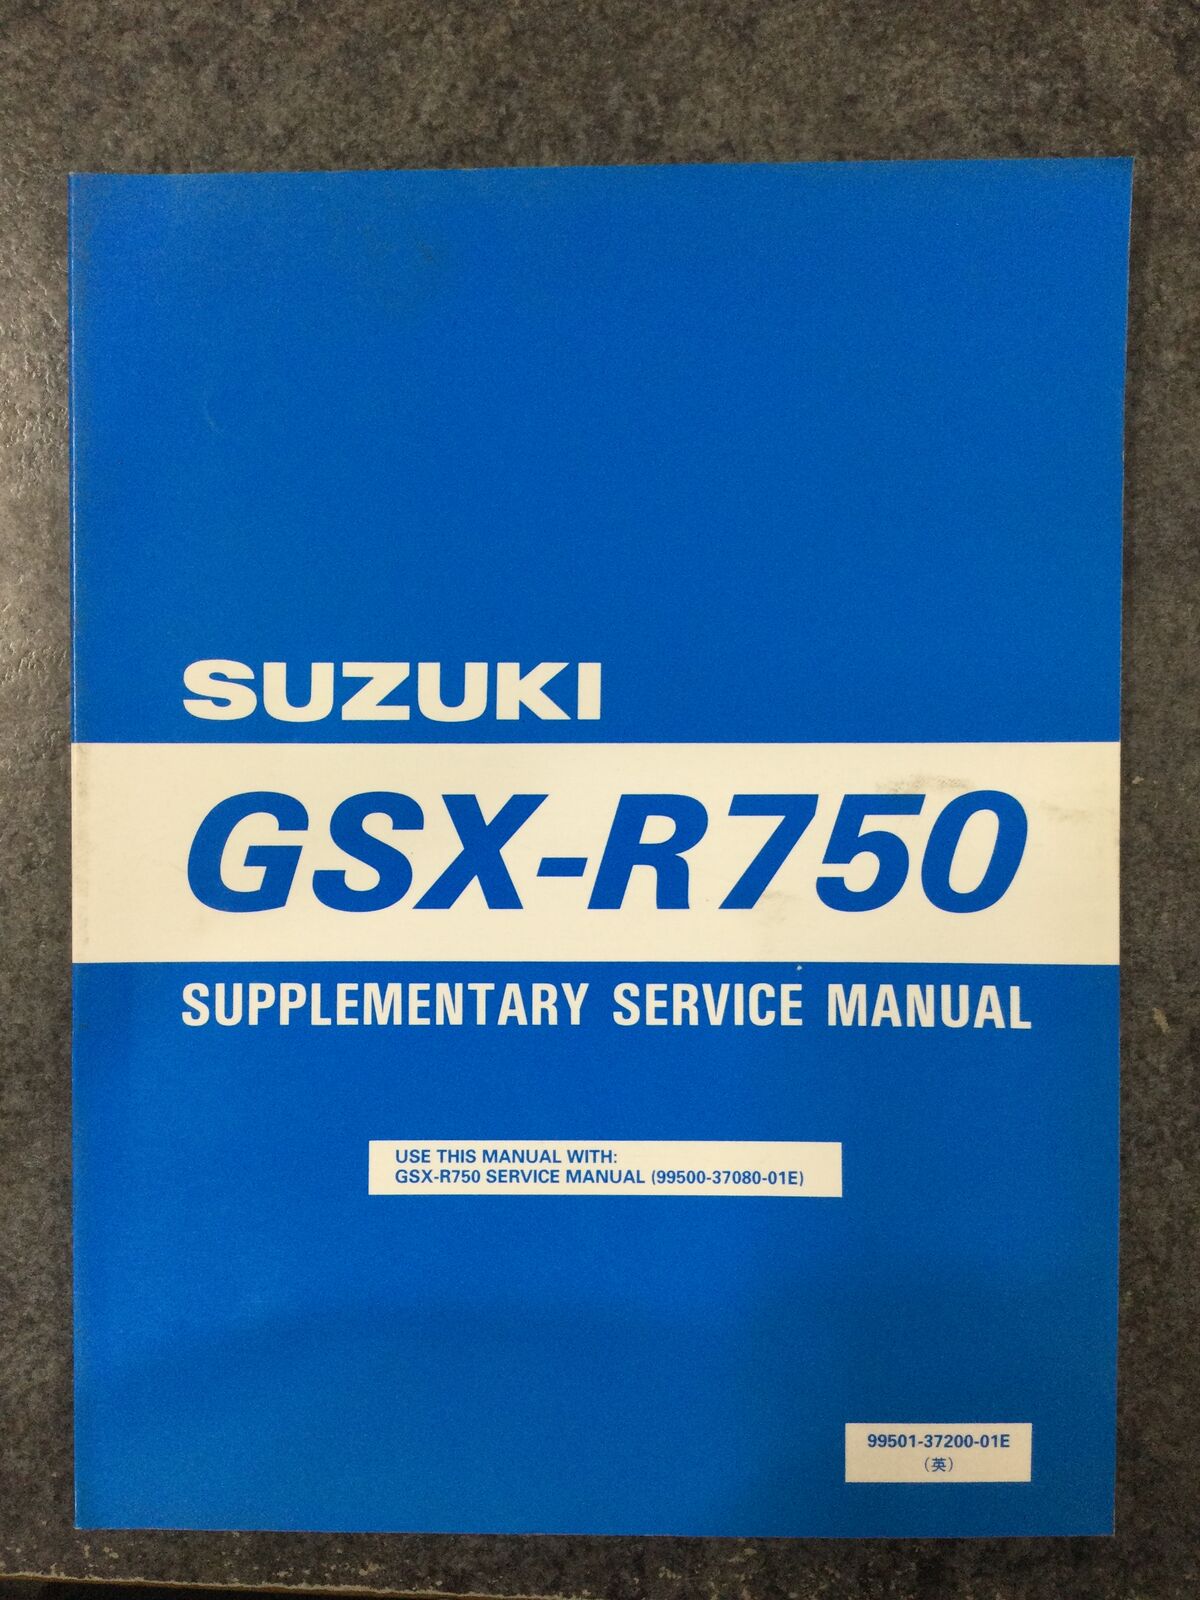 SUZUKI
GSX-R750
SUPPLEMENTARY SERVICE MANUAL
USE THIS MANUAL WITH:
GSX-R750 SERVICE MANUAL (99500-37080-01E)
99501-37200-01E
(英)